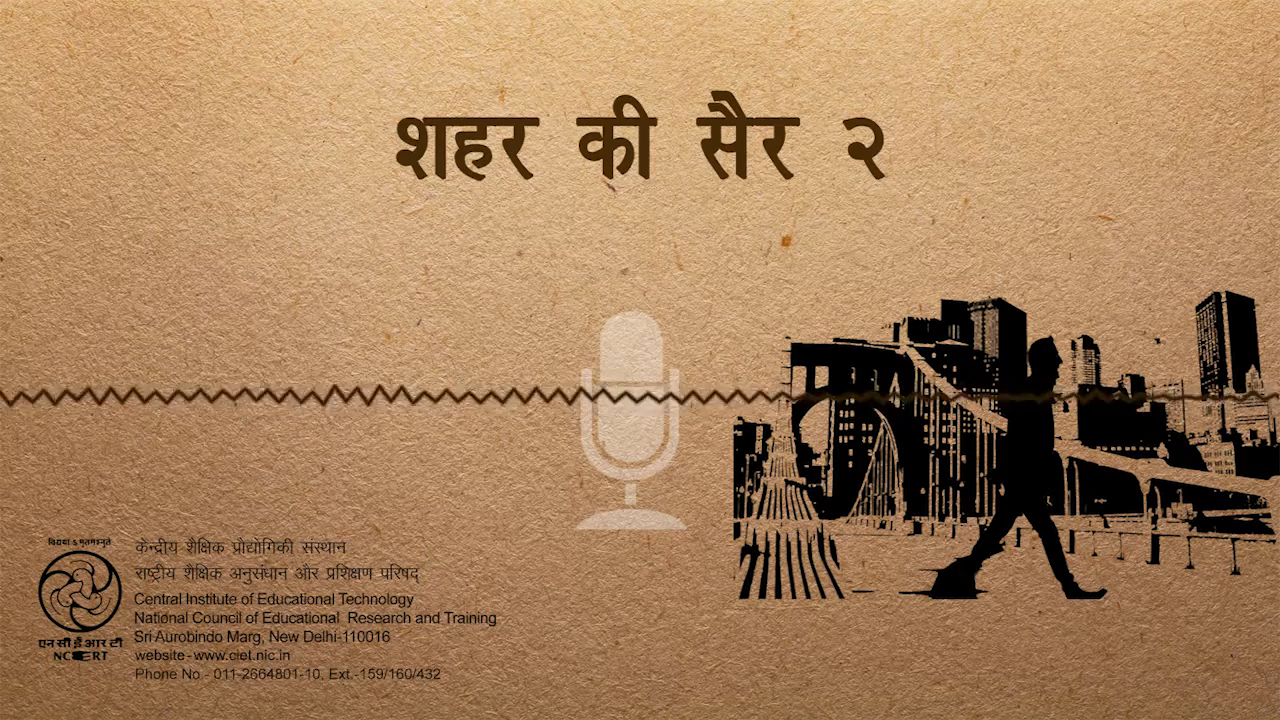 शहर की सैर २
विद्यया ऽ मृतमश्नुते
एन सी ई आर टी
NCERT
केन्द्रीय शैक्षिक प्रौद्योगिकी संस्थान
राष्ट्रीय शैक्षिक अनुसंधान और प्रशिक्षण परिषद्
Central Institute of Educational Technology
National Council of Educational Research and Training
Sri Aurobindo Marg, New Delhi-110016
website-www.ciet.nic.in
Phone No.- 011-2664801-10, Ext.-159/160/432